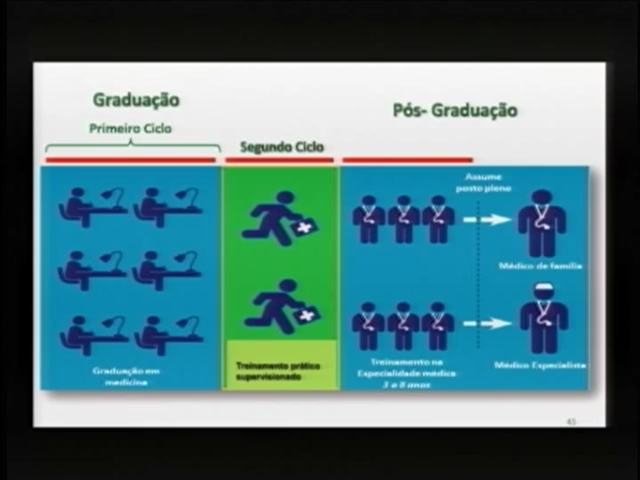 Graduação
Pós- Graduação
Primeiro Ciclo
Segundo Ciclo
Assume
posto pleno
Médico de família
Graduação em
medicina
Treinamento prático
supervisionado
Treinamento na
Especialidade médica
3 a 8 anos
Médico Especialista